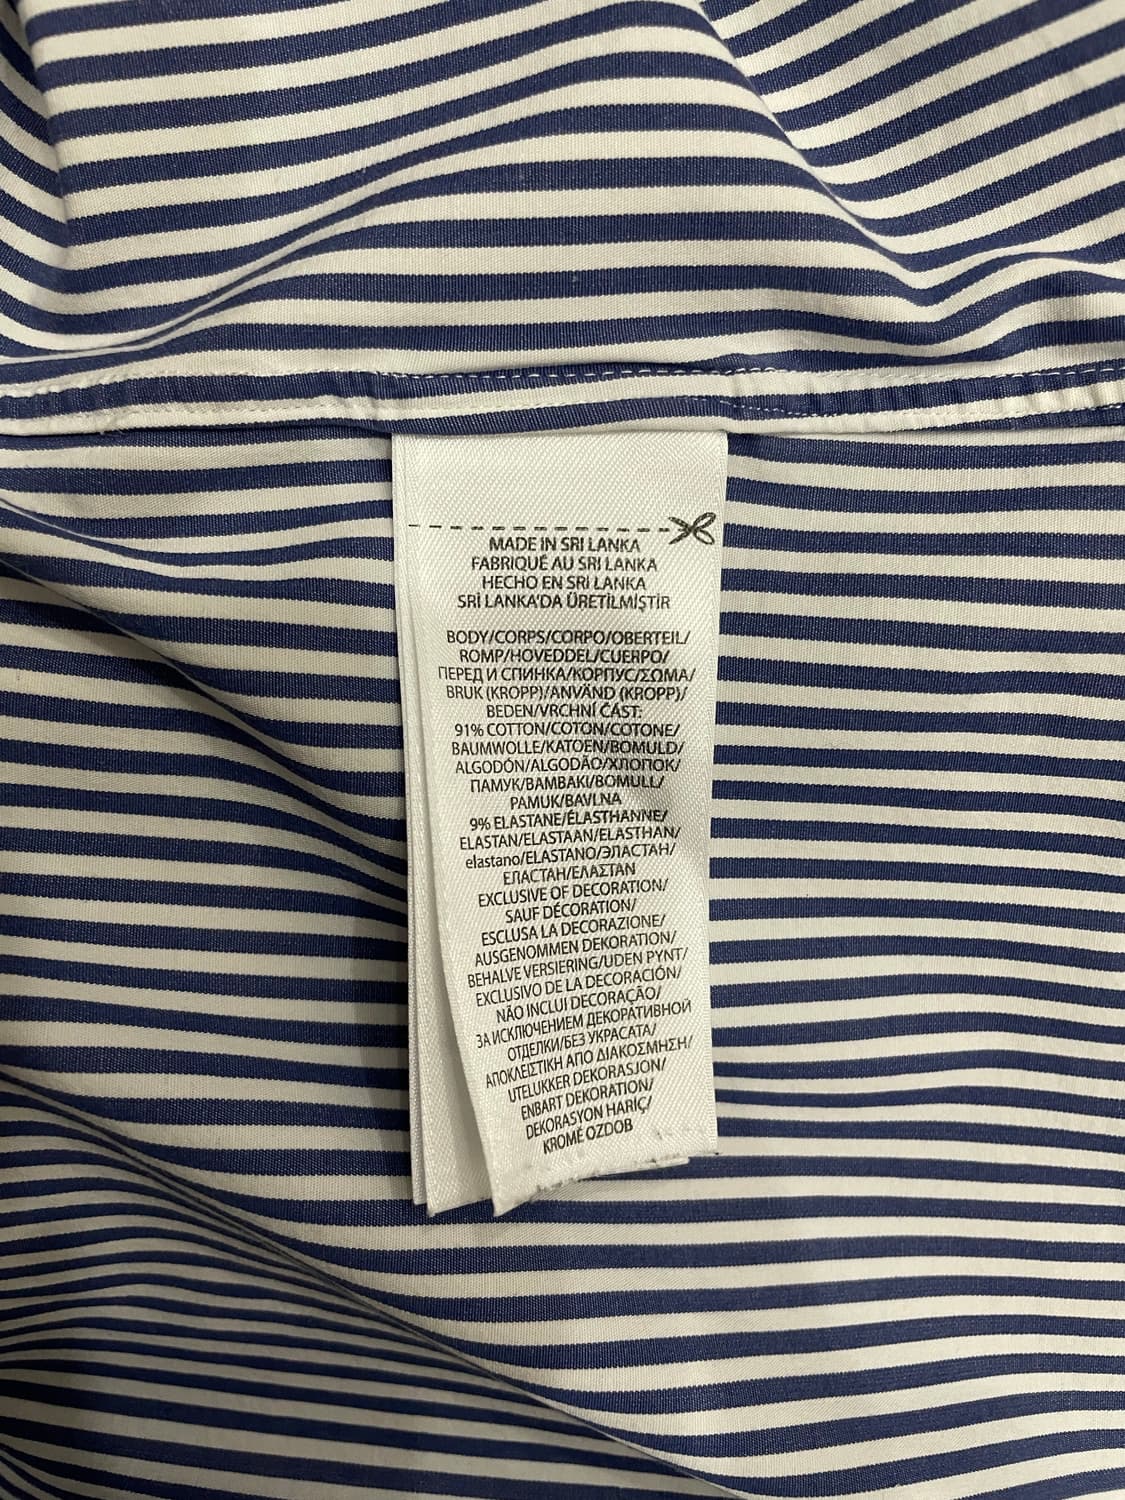 MADE IN SRI LANKA
FABRIQUÉ AU SRI LANKA
HECHO EN SRI LANKA
SRİ LANKA'DA ÜRETİLMİŞTİR
BODY/CORPS/CORPO/OBERTEIL/
ROMP/HOVEDDEL/CUERPO/
ПЕРЕД И СПИНКА/КОРПУС/ΣΩΜΑ/
BRUK (KROPP)/ANVÄND (KROPP)/
BEDEN/VRCHNÍ ČÁST:
91% COTTON/COTON/COTONE/
BAUMWOLLE/KATOEN/BOMULD/
ALGODÓN/ALGODÃO/ХЛОПОК/
ПАМУК/BAMBAKI/BOMULL/
PAMUK/BAVLNA
9% ELASTANE/ÉLASTHANNE/
ELASTAN/ELASTAAN/ELASTHAN/
elastano/ELASTANO/ЭЛАСТАН/
ЕЛАСТАН/ΕΛΑΣΤΑΝ
EXCLUSIVE OF DECORATION/
SAUF DÉCORATION/
ESCLUSA LA DECORAZIONE/
AUSGENOMMEN DEKORATION/
BEHALVE VERSIERING/UDEN PYNT/
EXCLUSIVO DE LA DECORACIÓN/
NÃO INCLUI DECORAÇÃO/
ЗА ИСКЛЮЧЕНИЕМ ДЕКОРАТИВНОЙ
ОТДЕЛКИ/БЕЗ УКРАСАТА/
ΑΠΟΚΛΕΙΣΤΙΚΗ ΑΠΟ ΔΙΑΚΟΣΜΗΣΗ/
UTELUKKER DEKORASJON/
ENBART DEKORATION/
DEKORASYON HARİÇ/
KROMĚ OZDOB